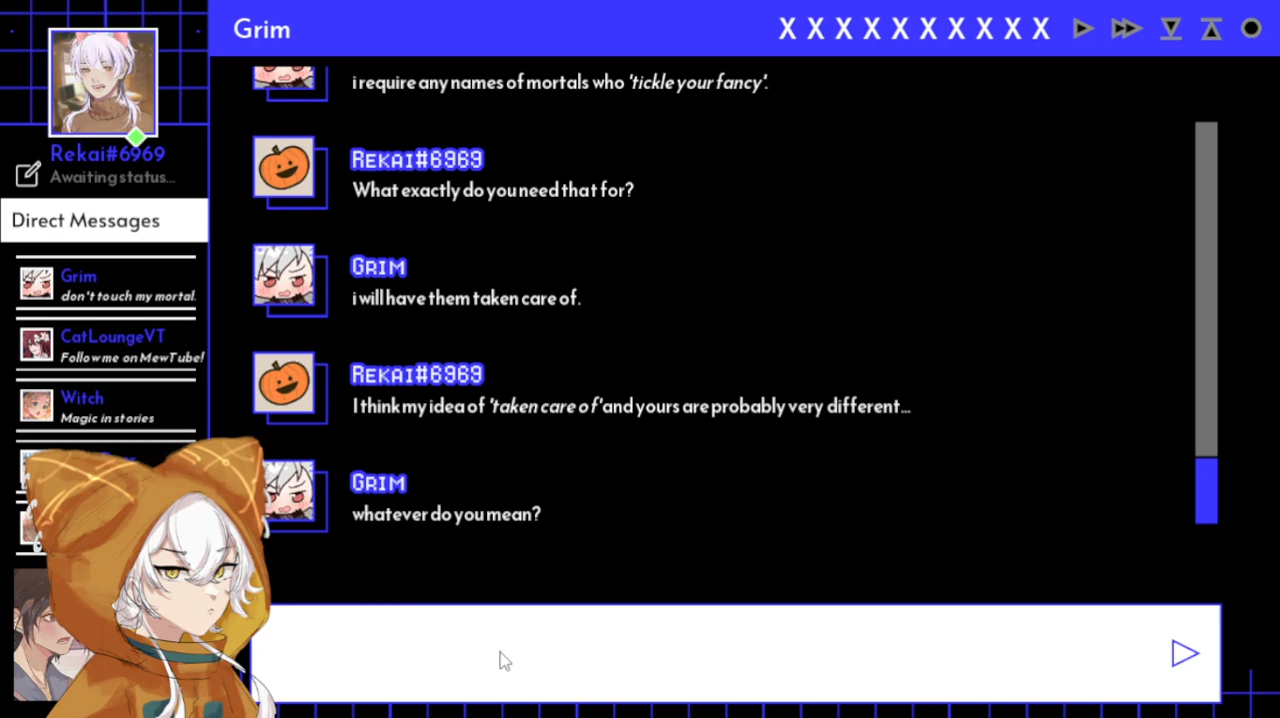 Grim
X X X X X X X X X X
Rekai#6969
Awaiting status...
Direct Messages
Grim
don't touch my mortal.
CatLoungeVT
Follow me on MewTube!
Witch
Magic in stories
i require any names of mortals who 'tickle your fancy'.
Rekai#6969
What exactly do you need that for?
Grim
i will have them taken care of.
Rekai#6969
I think my idea of 'taken care of' and yours are probably very different...
Grim
whatever do you mean?